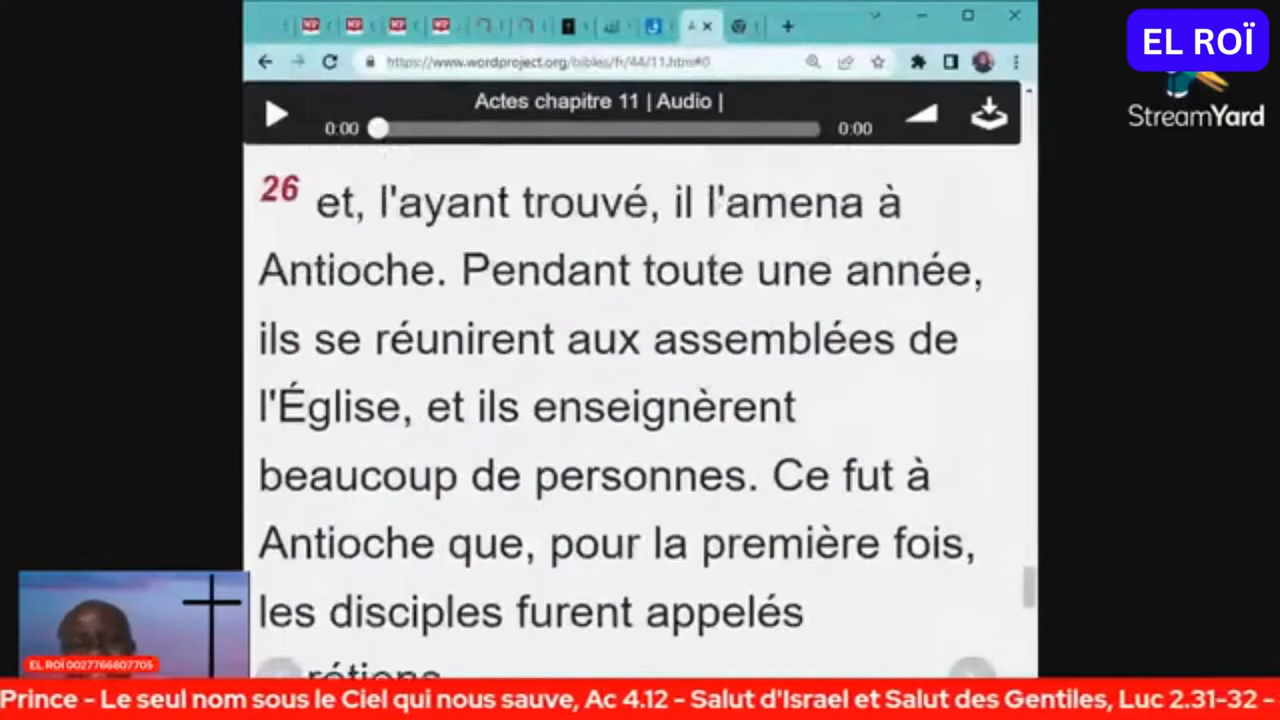 EL ROÏ
StreamYard
https://www.wordproject.org/bibles/fr/44/11.htm#0
Actes chapitre 11 | Audio |
0:00
0:00
26 et, l'ayant trouvé, il l'amena à
Antioche. Pendant toute une année,
ils se réunirent aux assemblées de
l'Église, et ils enseignèrent
beaucoup de personnes. Ce fut à
Antioche que, pour la première fois,
les disciples furent appelés
EL ROÏ 0027766807705
Prince - Le seul nom sous le Ciel qui nous sauve, Ac 4.12 - Salut d'Israel et Salut des Gentiles, Luc 2.31-32 -